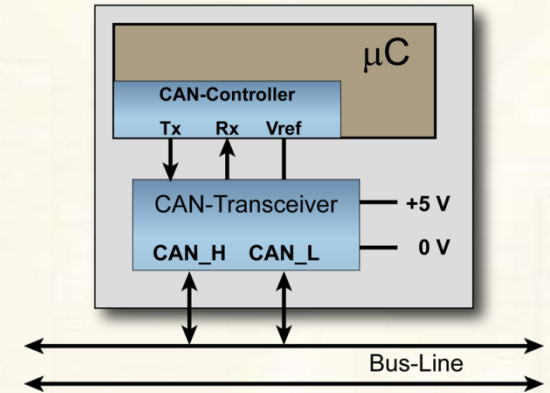 μC
CAN-Controller
Tx Rx Vref
CAN-Transceiver
+5 V
CAN_H CAN_L
0 V
Bus-Line